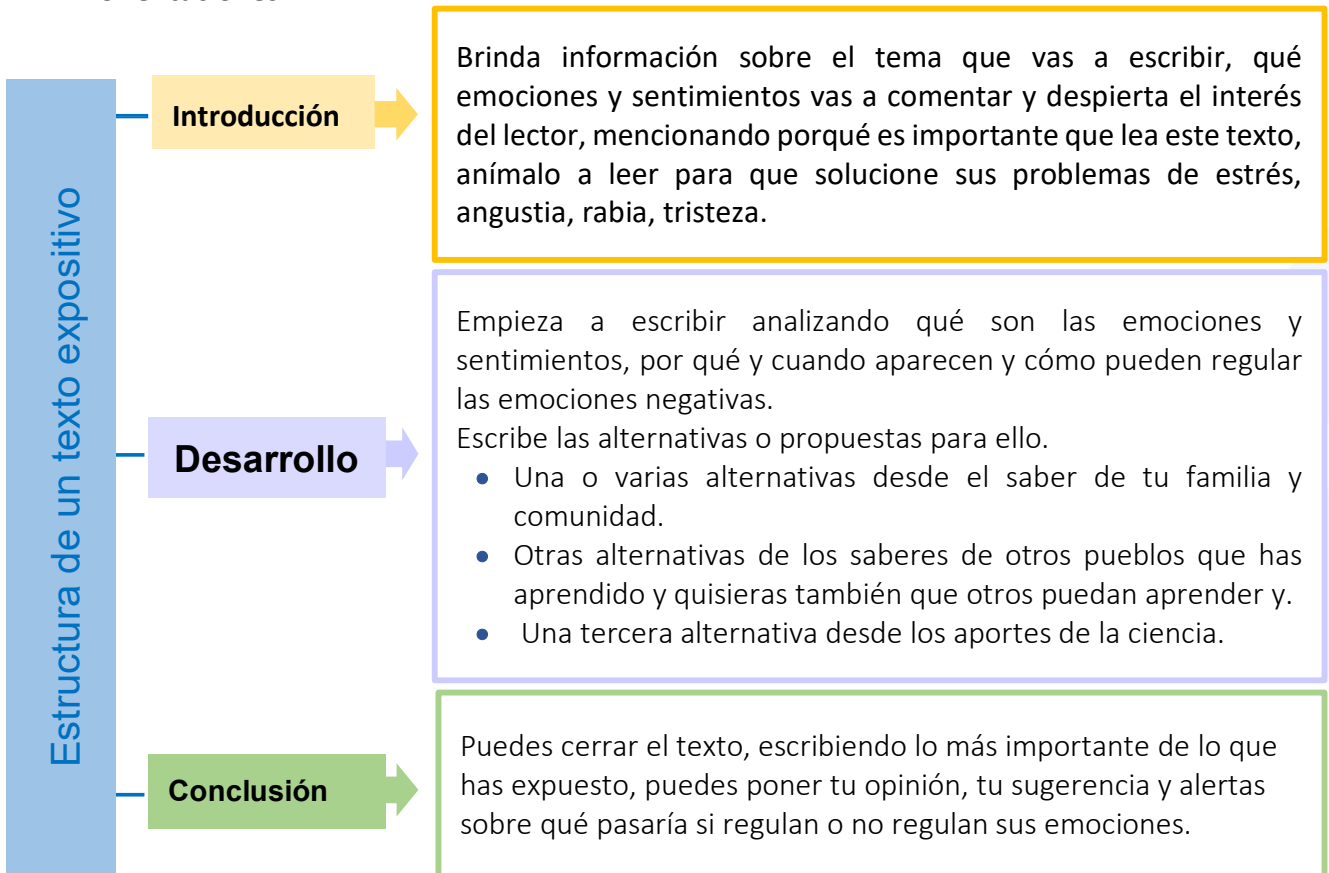 Estructura de un texto expositivo
Introducción
Brinda información sobre el tema que vas a escribir, qué
emociones y sentimientos vas a comentar y despierta el interés
del lector, mencionando porqué es importante que lea este texto,
anímalo a leer para que solucione sus problemas de estrés,
angustia, rabia, tristeza.
Desarrollo
Empieza a escribir analizando qué son las emociones y
sentimientos, por qué y cuando aparecen y cómo pueden regular
las emociones negativas.
Escribe las alternativas o propuestas para ello.
• Una o varias alternativas desde el saber de tu familia y
comunidad.
• Otras alternativas de los saberes de otros pueblos que has
aprendido y quisieras también que otros puedan aprender y.
• Una tercera alternativa desde los aportes de la ciencia.
Conclusión
Puedes cerrar el texto, escribiendo lo más importante de lo que
has expuesto, puedes poner tu opinión, tu sugerencia y alertas
sobre qué pasaría si regulan o no regulan sus emociones.